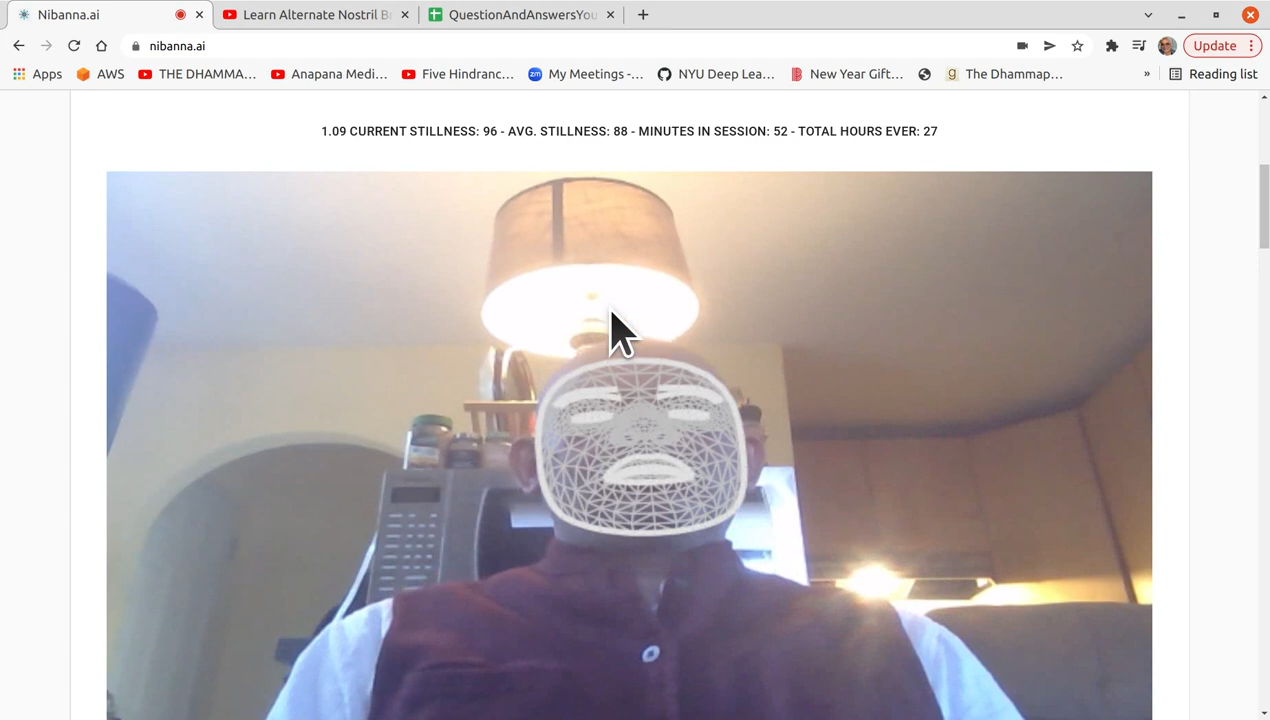 Nibanna.ai
Learn Alternate Nostril B
QuestionAndAnswersYou
nibanna.ai
Update
Apps
AWS
THE DHAMMA...
Anapana Medi...
Five Hindranc...
zm
My Meetings -...
NYU Deep Lea...
New Year Gift...
g
The Dhammap...
»
Reading list
1.09 CURRENT STILLNESS: 96 - AVG. STILLNESS: 88 - MINUTES IN SESSION: 52 - TOTAL HOURS EVER: 27